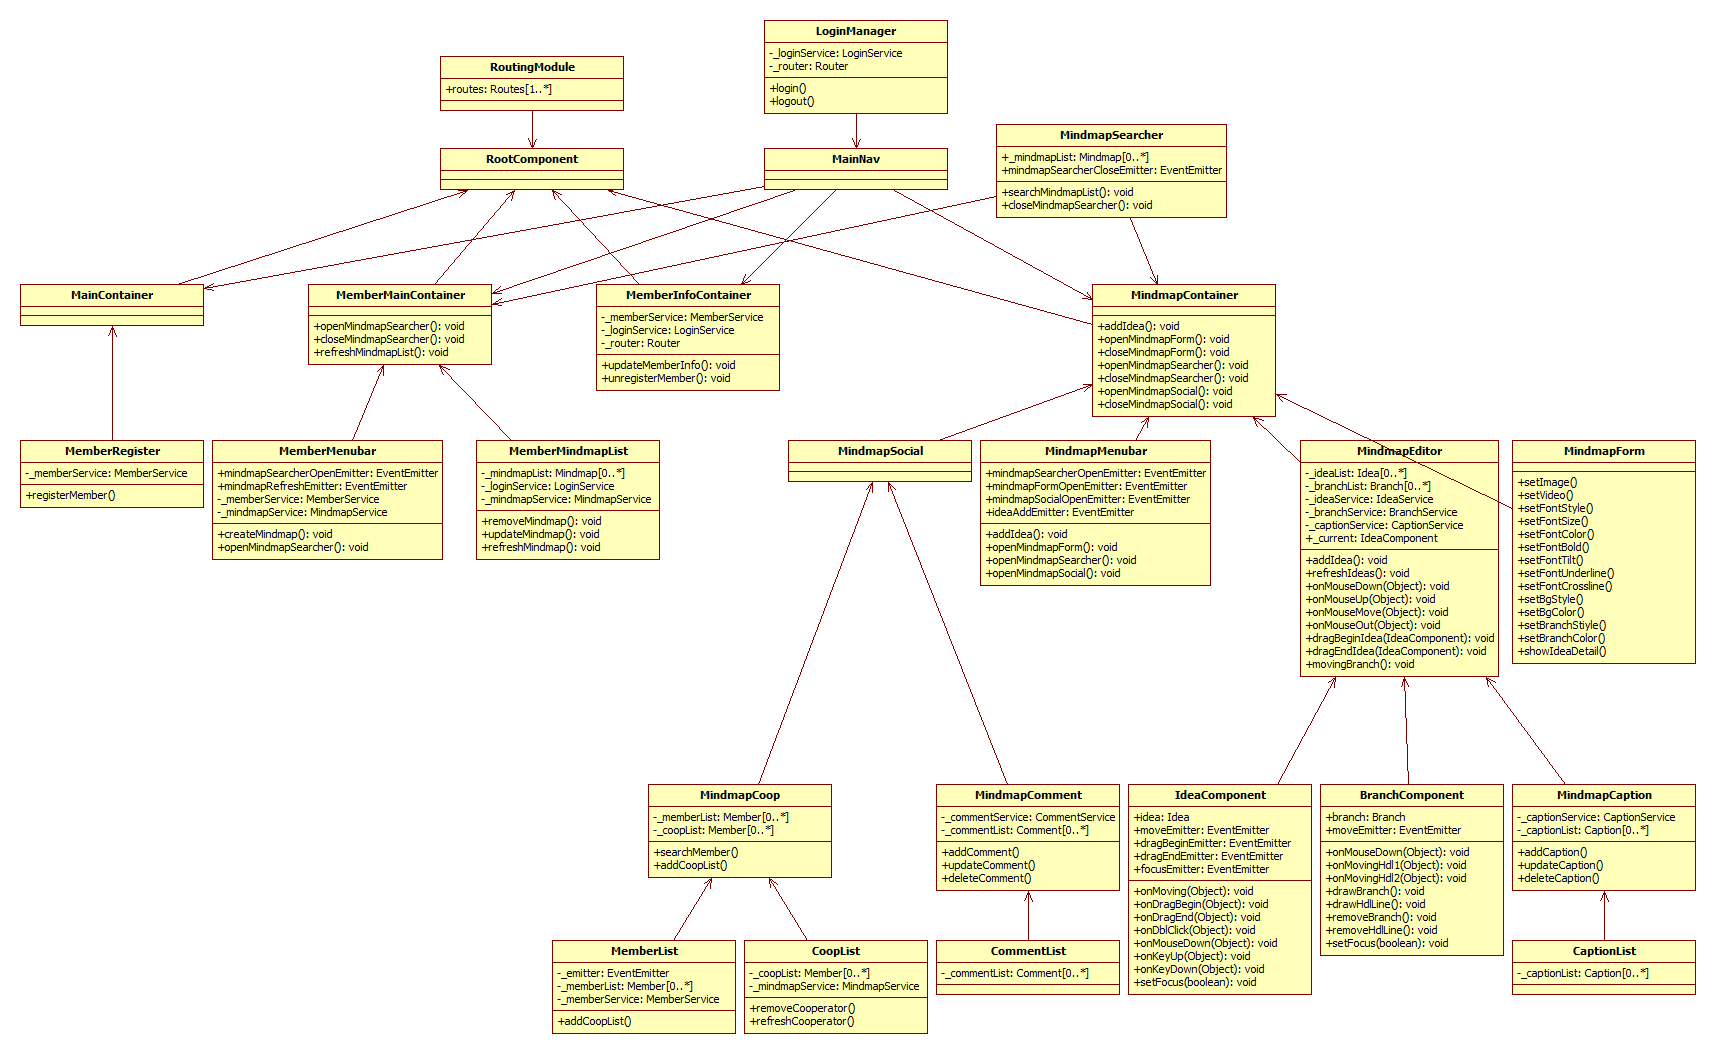 LoginManager
-_loginService: LoginService
-_router: Router
+login()
+logout()
RoutingModule
+routes: Routes[1..*]
RootComponent
MainNav
MindmapSearcher
+_mindmapList: Mindmap[0..*]
+mindmapSearcherCloseEmitter: EventEmitter
+searchMindmapList(): void
+closeMindmapSearcher(): void
MainContainer
MemberMainContainer
+openMindmapSearcher(): void
+closeMindmapSearcher(): void
+refreshMindmapList(): void
MemberInfoContainer
-_memberService: MemberService
-_loginService: LoginService
-_router: Router
+updateMemberInfo(): void
+unregisterMember(): void
MindmapContainer
+addIdea(): void
+openMindmapForm(): void
+closeMindmapForm(): void
+openMindmapSearcher(): void
+closeMindmapSearcher(): void
+openMindmapSocial(): void
+closeMindmapSocial(): void
MemberRegister
-_memberService: MemberService
+registerMember()
MemberMenubar
+mindmapSearcherOpenEmitter: EventEmitter
+mindmapRefreshEmitter: EventEmitter
-_memberService: MemberService
-_mindmapService: MindmapService
+createMindmap(): void
+openMindmapSearcher(): void
MemberMindmapList
-_mindmapList: Mindmap[0..*]
-_loginService: LoginService
-_mindmapService: MindmapService
+removeMindmap(): void
+updateMindmap(): void
+refreshMindmap(): void
MindmapSocial
MindmapMenubar
+mindmapSearcherOpenEmitter: EventEmitter
+mindmapFormOpenEmitter: EventEmitter
+mindmapSocialOpenEmitter: EventEmitter
+ideaAddEmitter: EventEmitter
+addIdea(): void
+openMindmapForm(): void
+openMindmapSearcher(): void
+openMindmapSocial(): void
MindmapEditor
-_ideaList: Idea[0..*]
-_branchList: Branch[0..*]
-_ideaService: IdeaService
-_branchService: BranchService
-_captionService: CaptionService
+_current: IdeaComponent
+addIdea(): void
+refreshIdeas(): void
+onMouseDown(Object): void
+onMouseUp(Object): void
+onMouseMove(Object): void
+onMouseOut(Object): void
+dragBeginIdea(IdeaComponent): void
+dragEndIdea(IdeaComponent): void
+movingBranch(): void
MindmapForm
+setImage()
+setVideo()
+setFontStyle()
+setFontSize()
+setFontColor()
+setFontBold()
+setFontTilt()
+setFontUnderline()
+setFontCrossline()
+setBgStyle()
+setBgColor()
+setBranchStiyle()
+setBranchColor()
+showIdeaDetail()
MindmapCoop
-_memberList: Member[0..*]
-_coopList: Member[0..*]
+searchMember()
+addCoopList()
MindmapComment
-_commentService: CommentService
-_commentList: Comment[0..*]
+addComment()
+updateComment()
+deleteComment()
IdeaComponent
+idea: Idea
+moveEmitter: EventEmitter
+dragBeginEmitter: EventEmitter
+dragEndEmitter: EventEmitter
+focusEmitter: EventEmitter
+onMoving(Object): void
+onDragBegin(Object): void
+onDragEnd(Object): void
+onDblClick(Object): void
+onMouseDown(Object): void
+onKeyUp(Object): void
+onKeyDown(Object): void
+setFocus(boolean): void
BranchComponent
+branch: Branch
+moveEmitter: EventEmitter
+onMouseDown(Object): void
+onMovingHdl1(Object): void
+onMovingHdl2(Object): void
+drawBranch(): void
+drawHdlLine(): void
+removeBranch(): void
+removeHdlLine(): void
+setFocus(boolean): void
MindmapCaption
-_captionService: CaptionService
-_captionList: Caption[0..*]
+addCaption()
+updateCaption()
+deleteCaption()
MemberList
-_emitter: EventEmitter
-_memberList: Member[0..*]
-_memberService: MemberService
+addCoopList()
CoopList
-_coopList: Member[0..*]
-_mindmapService: MindmapService
+removeCooperator()
+refreshCooperator()
CommentList
-_commentList: Comment[0..*]
CaptionList
-_captionList: Caption[0..*]